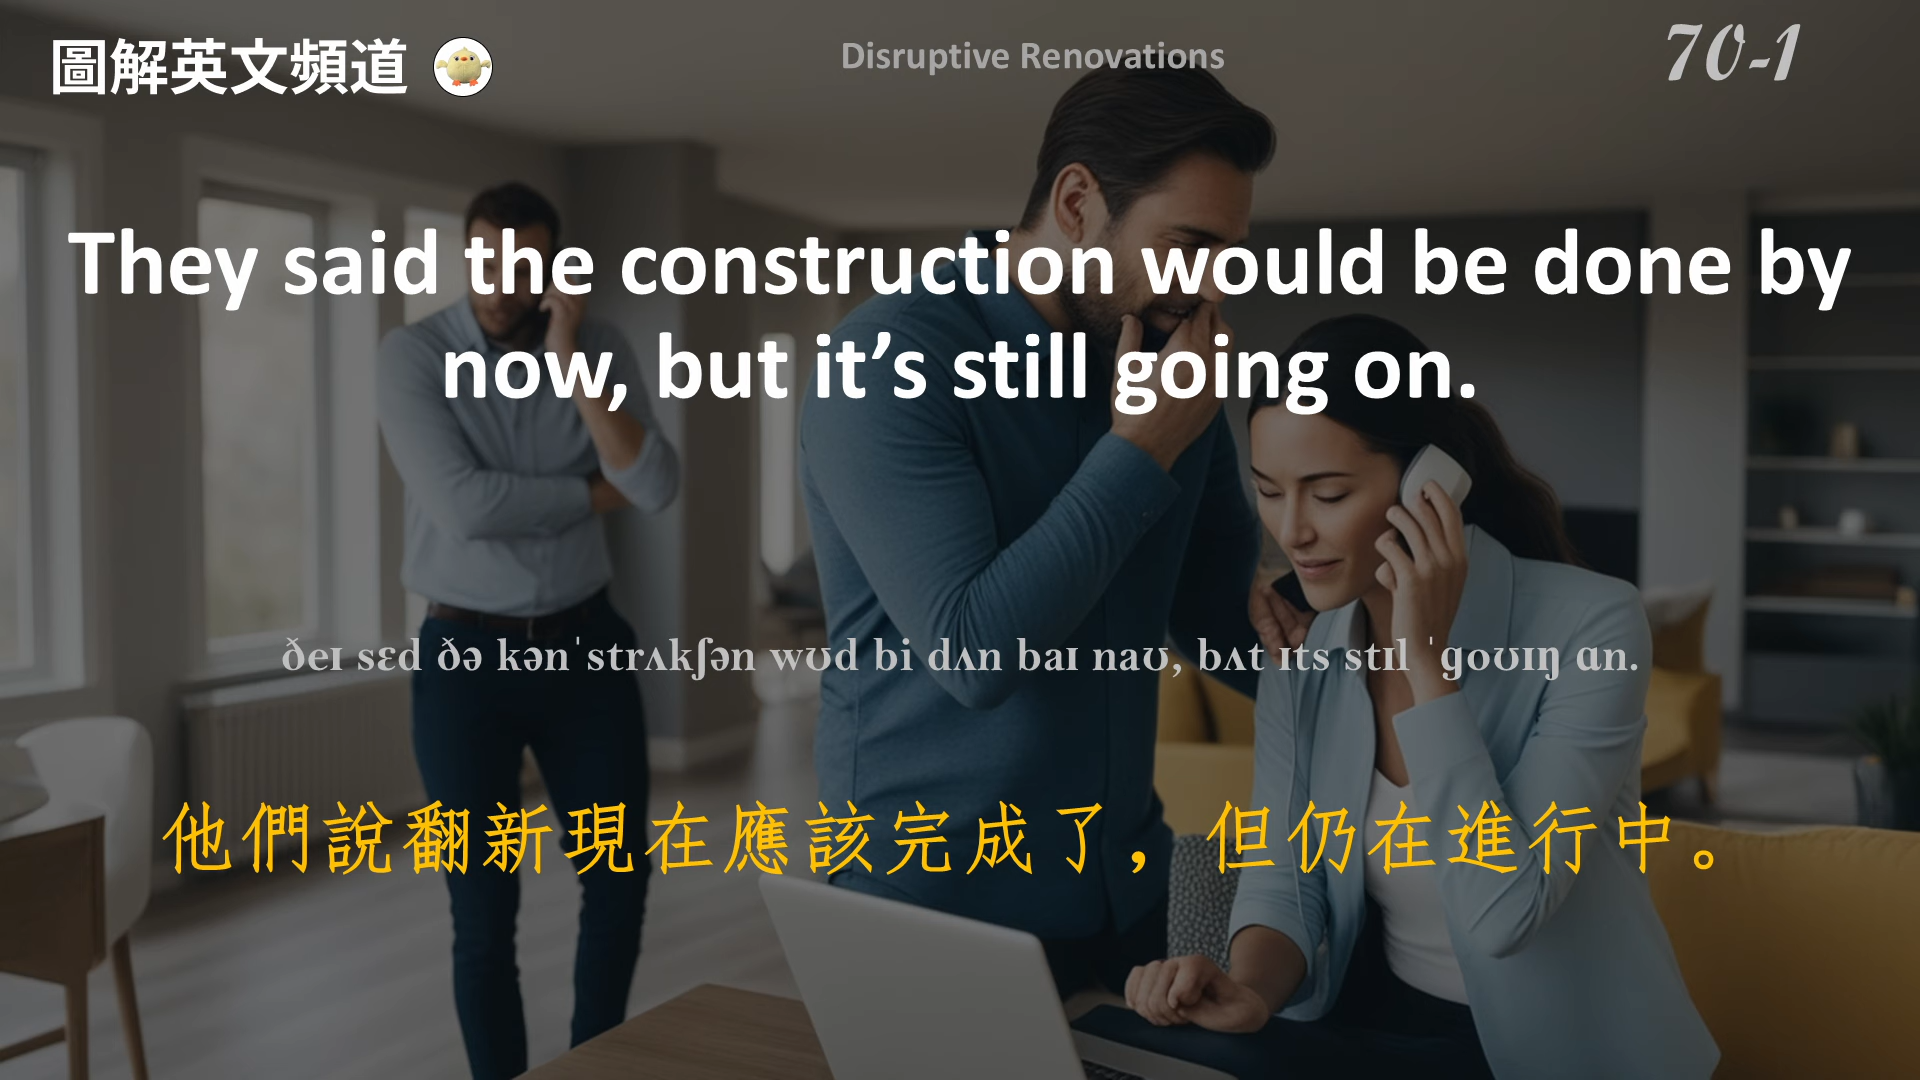 圖解英文頻道
Disruptive Renovations
70-1
They said the construction would be done by
now, but it’s still going on.
ðeɪ sɛd ðə kənˈstrʌkʃən wʊd bi dʌn baɪ naʊ, bʌt ɪts stɪl ˈɡoʊɪŋ ɑn.
他們說翻新現在應該完成了，但仍在進行中。